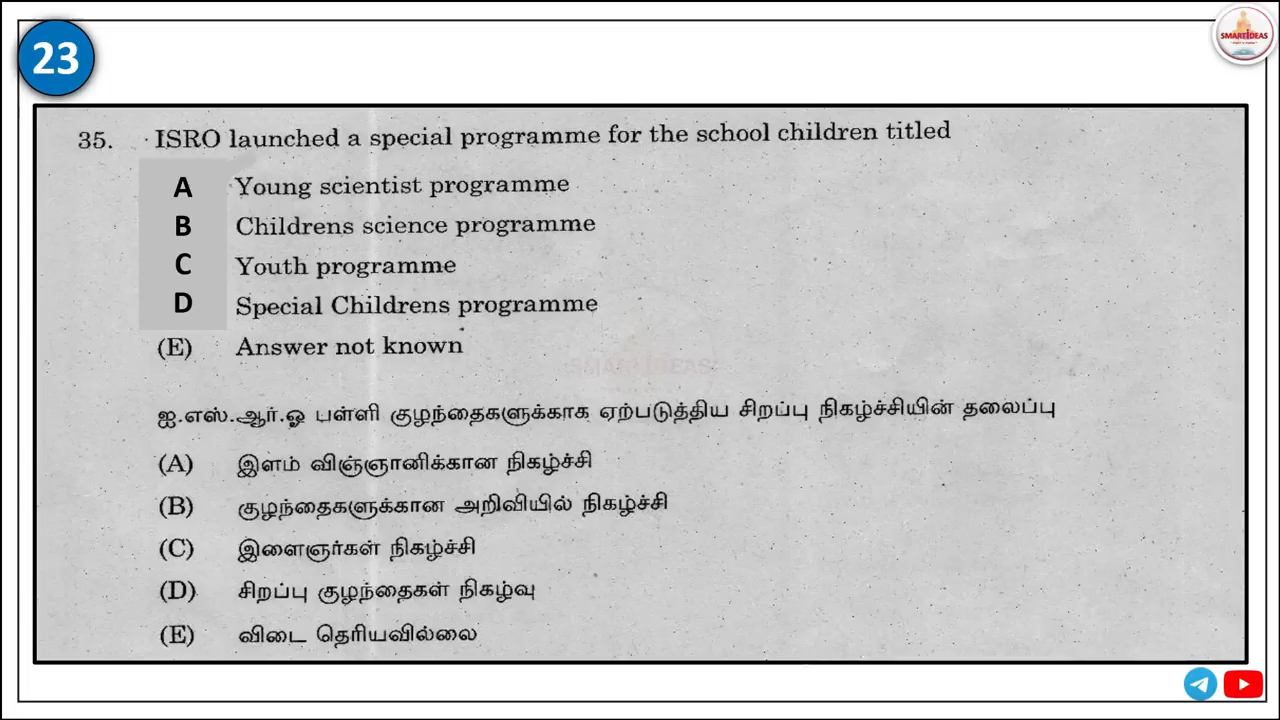 23
SMARTIDEAS
35. ISRO launched a special programme for the school children titled
A Young scientist programme
B Childrens science programme
C Youth programme
D Special Childrens programme
(E) Answer not known
SMARTIDEAS
ஐ.எஸ்.ஆர்.ஓ பள்ளி குழந்தைகளுக்காக ஏற்படுத்திய சிறப்பு நிகழ்ச்சியின் தலைப்பு
(A) இளம் விஞ்ஞானிக்கான நிகழ்ச்சி
(B) குழந்தைகளுக்கான அறிவியில் நிகழ்ச்சி
(C) இளைஞர்கள் நிகழ்ச்சி
(D) சிறப்பு குழந்தைகள் நிகழ்வு
(E) விடை தெரியவில்லை